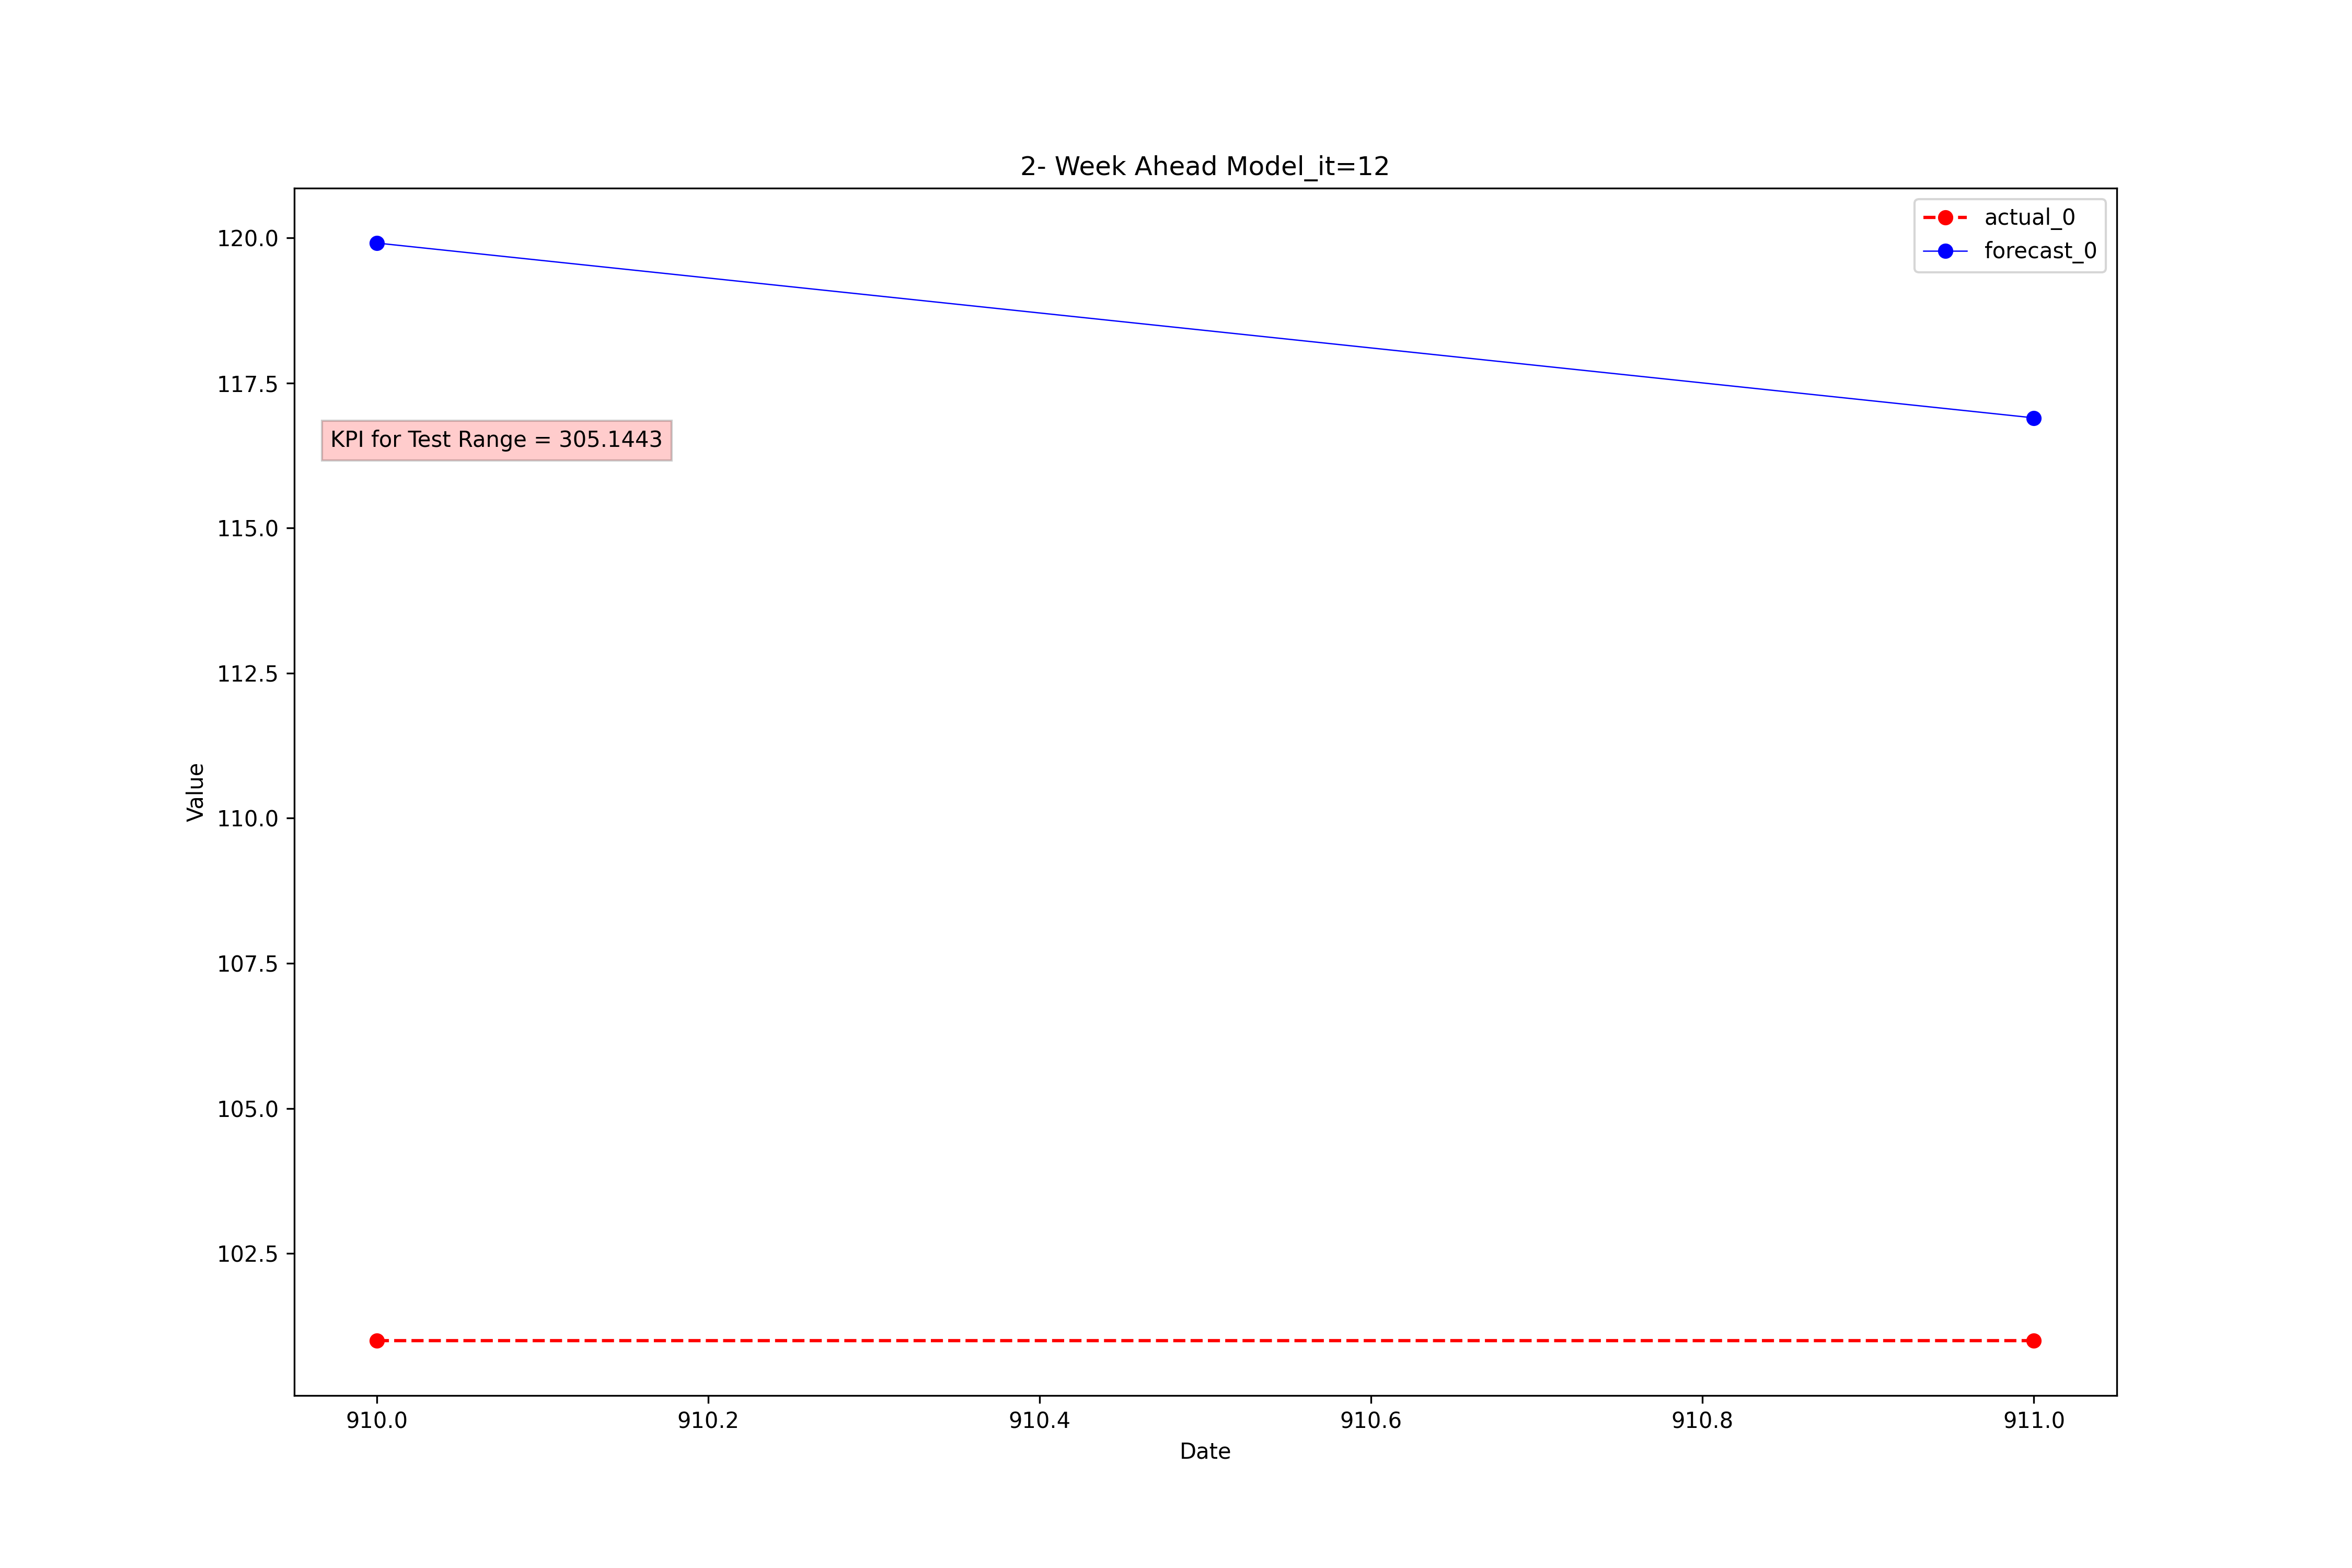 2- Week Ahead Model_it=12
actual_0
forecast_0
KPI for Test Range = 305.1443
Value
120.0
117.5
115.0
112.5
110.0
107.5
105.0
102.5
910.0 910.2 910.4 910.6 910.8 911.0
Date